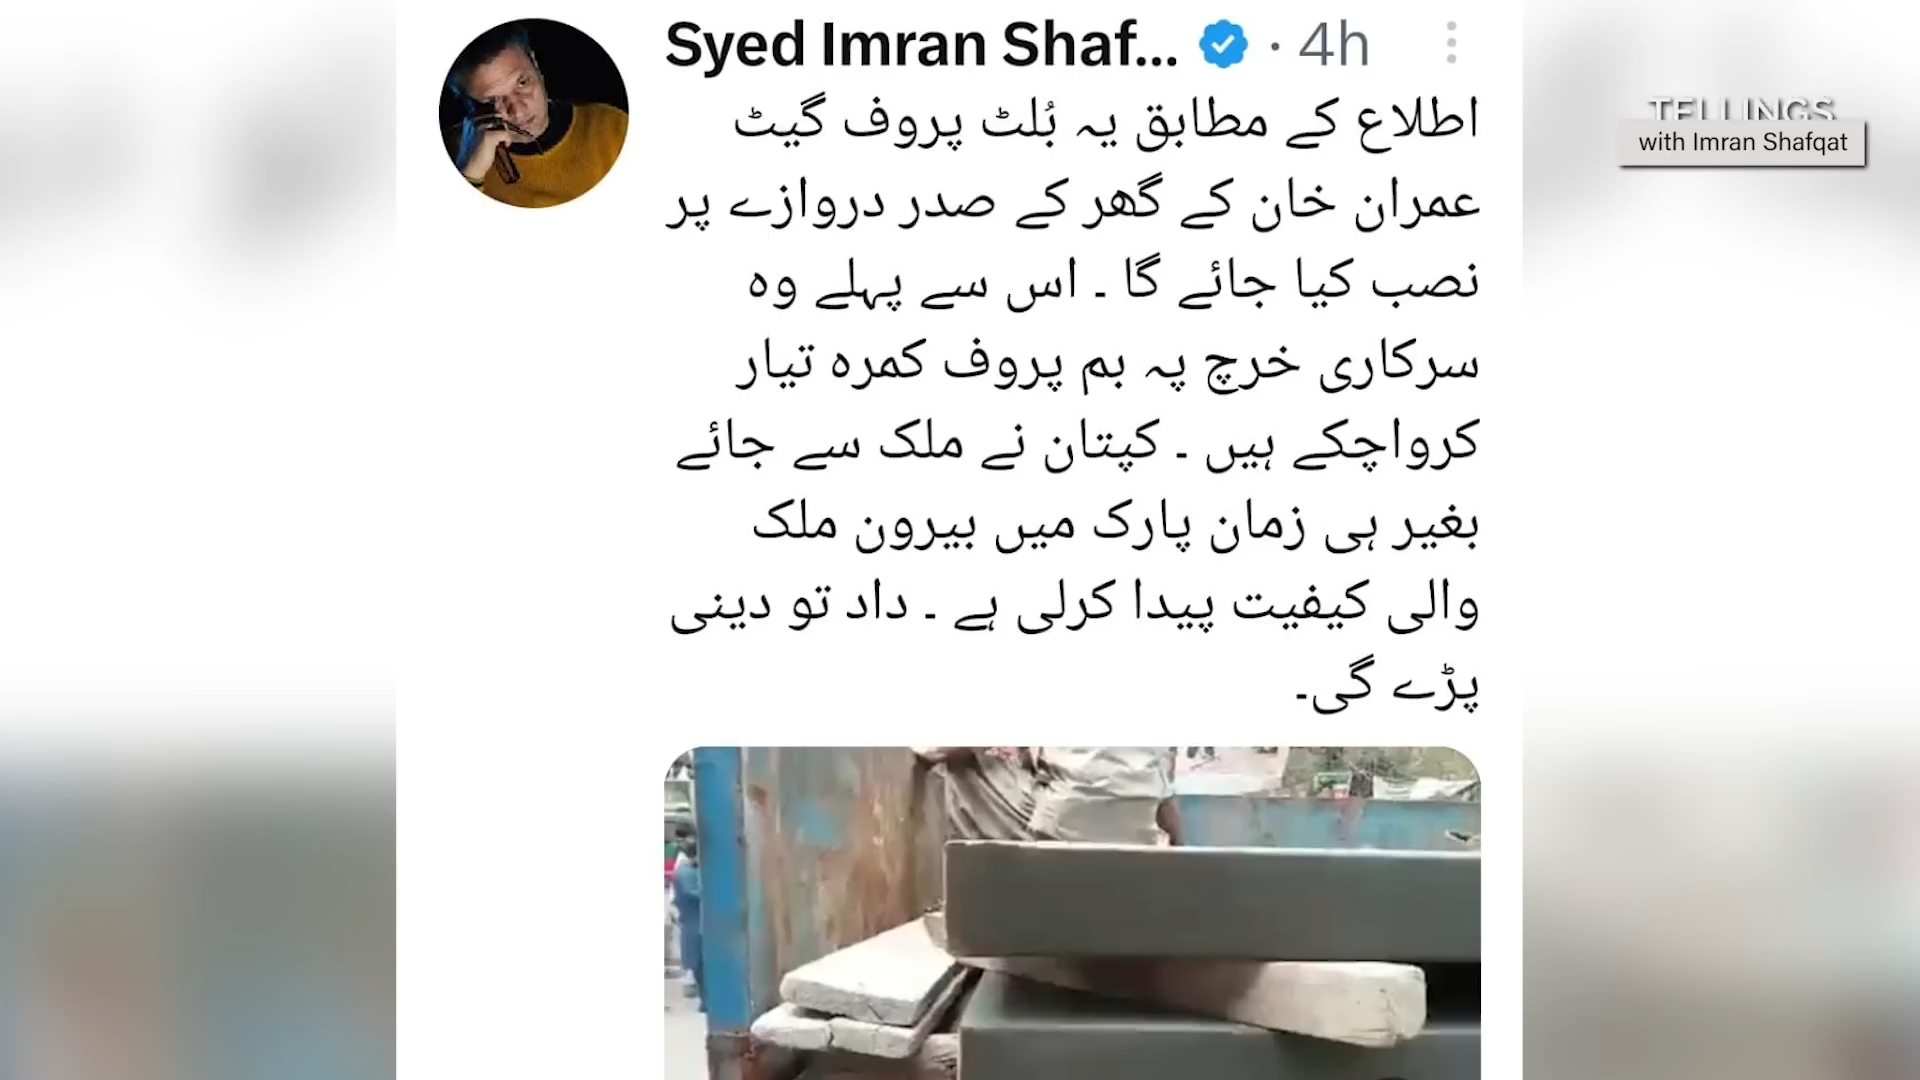 Syed Imran Shaf... · 4h
TELLINGS
with Imran Shafqat
اطلاع کے مطابق یہ بُلٹ پروف گیٹ
عمران خان کے گھر کے صدر دروازے پر
نصب کیا جائے گا ۔ اس سے پہلے وہ
سرکاری خرچ پہ بم پروف کمرہ تیار
کرواچکے ہیں ۔ کپتان نے ملک سے جائے
بغیر ہی زمان پارک میں بیرون ملک
والی کیفیت پیدا کرلی ہے ۔ داد تو دینی
پڑے گی۔